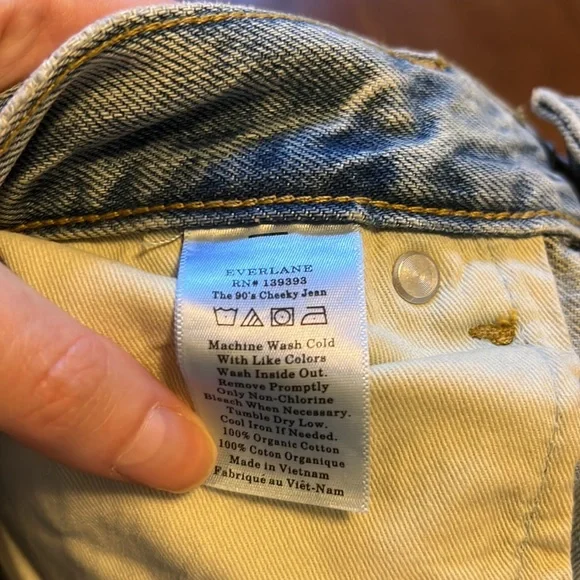 EVERLANE
RN# 139393
The 90's Cheeky Jean
Machine Wash Cold
With Like Colors
Wash Inside Out.
Remove Promptly
Only Non-Chlorine
Bleach When Necessary.
Tumble Dry Low.
Cool Iron If Needed.
100% Organic Cotton
100% Coton Organique
Made in Vietnam
Fabriqué au Viêt-Nam